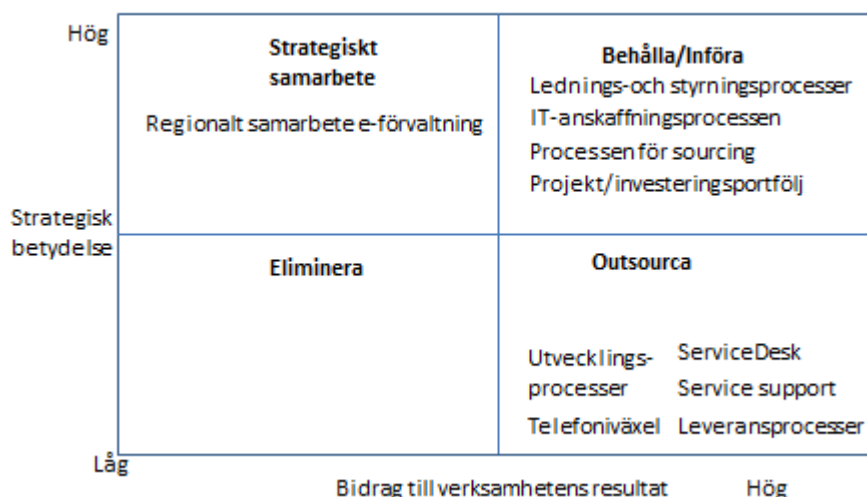 Hög
Strategiskt
samarbete
Regionalt samarbete e-förvaltning
Behålla/Införa
Lednings-och styrningsprocesser
IT-anskaffningsprocessen
Processen för sourcing
Projekt/investeringsportfölj
Strategisk
betydelse
Eliminera
Outsourca
Utvecklings-
processer
Telefoniväxel
ServiceDesk
Service support
Leveransprocesser
Låg
Bidrag till verksamhetens resultat
Hög